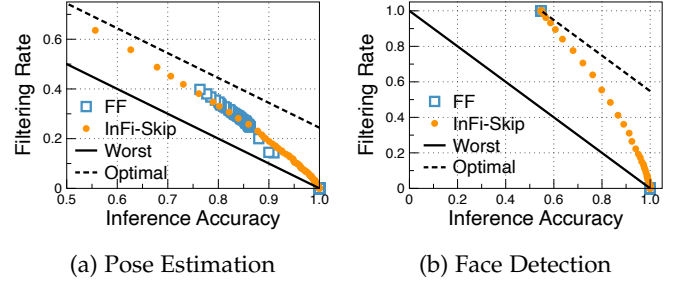 Filtering Rate
0.6
0.4
0.2
0
FF
InFi-Skip
Worst
Optimal
0.5 0.6 0.7 0.8 0.9 1.0
Inference Accuracy
(a) Pose Estimation
Filtering Rate
1.0
0.8
0.6
0.4
0.2
0
FF
InFi-Skip
Worst
Optimal
0 0.2 0.4 0.6 0.8 1.0
Inference Accuracy
(b) Face Detection